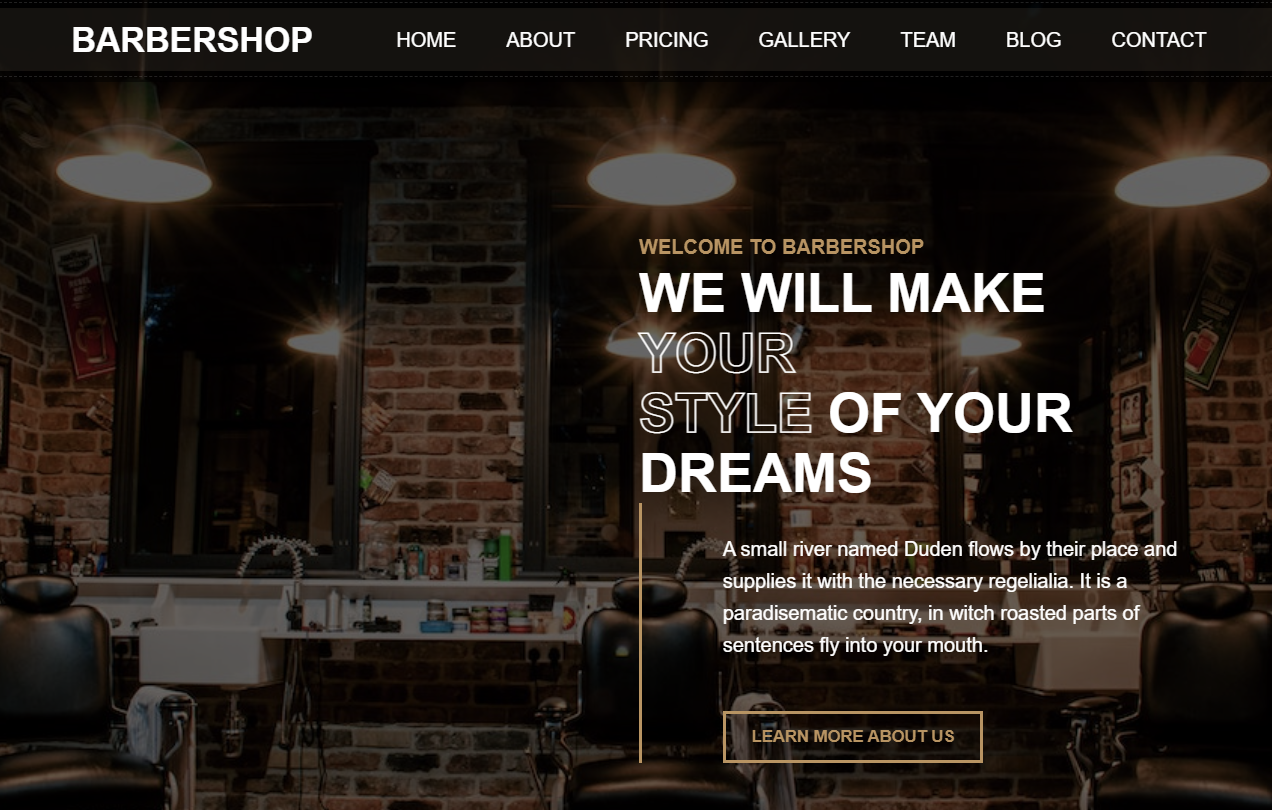 BARBERSHOP
HOME ABOUT PRICING GALLERY TEAM BLOG CONTACT
WELCOME TO BARBERSHOP
WE WILL MAKE
YOUR
STYLE OF YOUR
DREAMS
A small river named Duden flows by their place and
supplies it with the necessary regelialia. It is a
paradisematic country, in witch roasted parts of
sentences fly into your mouth.
LEARN MORE ABOUT US